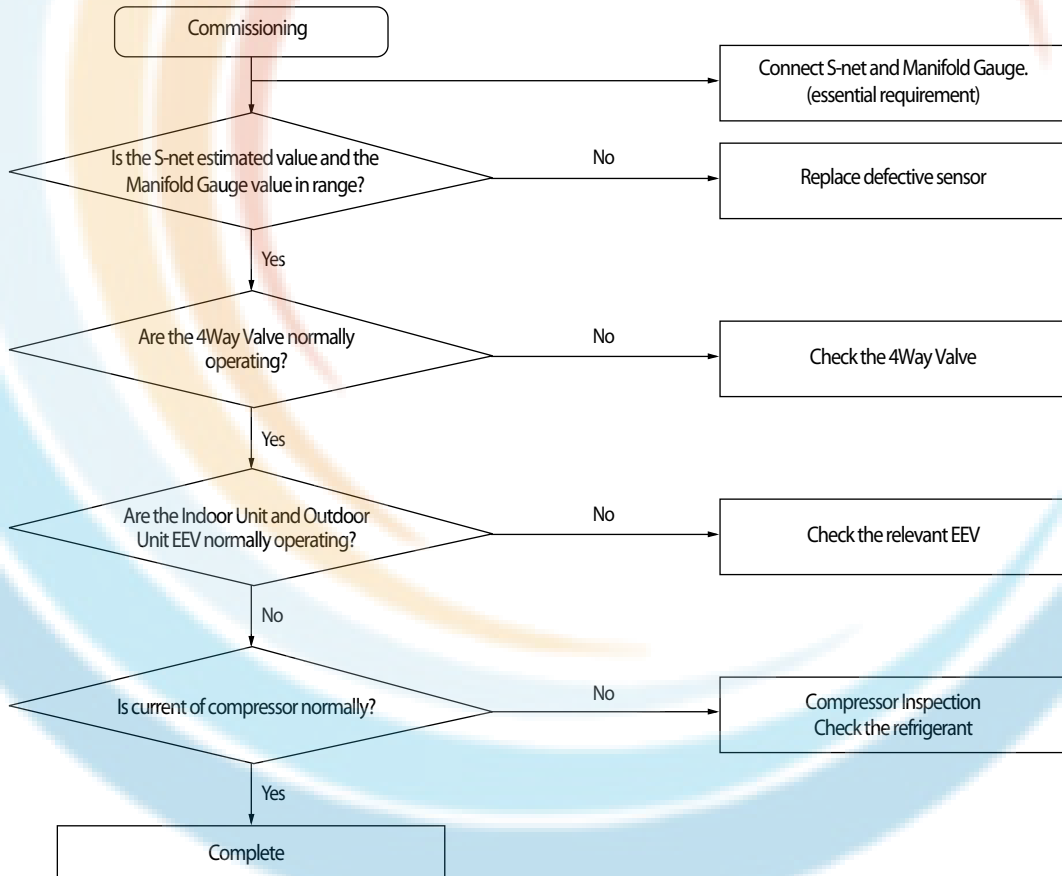 Commissioning
Connect S-net and Manifold Gauge.
(essential requirement)
Is the S-net estimated value and the
Manifold Gauge value in range?
No
Replace defective sensor
Yes
Are the 4Way Valve normally
operating?
No
Check the 4Way Valve
Yes
Are the Indoor Unit and Outdoor
Unit EEV normally operating?
No
Check the relevant EEV
No
Is current of compressor normally?
No
Compressor Inspection
Check the refrigerant
Yes
Complete